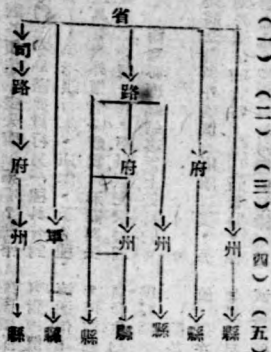 省
(一)
司
路 路 (二)
府 府 府 (三)
州 軍 州 州 州 (四)
縣 縣 縣 縣 縣 縣 縣 (五)